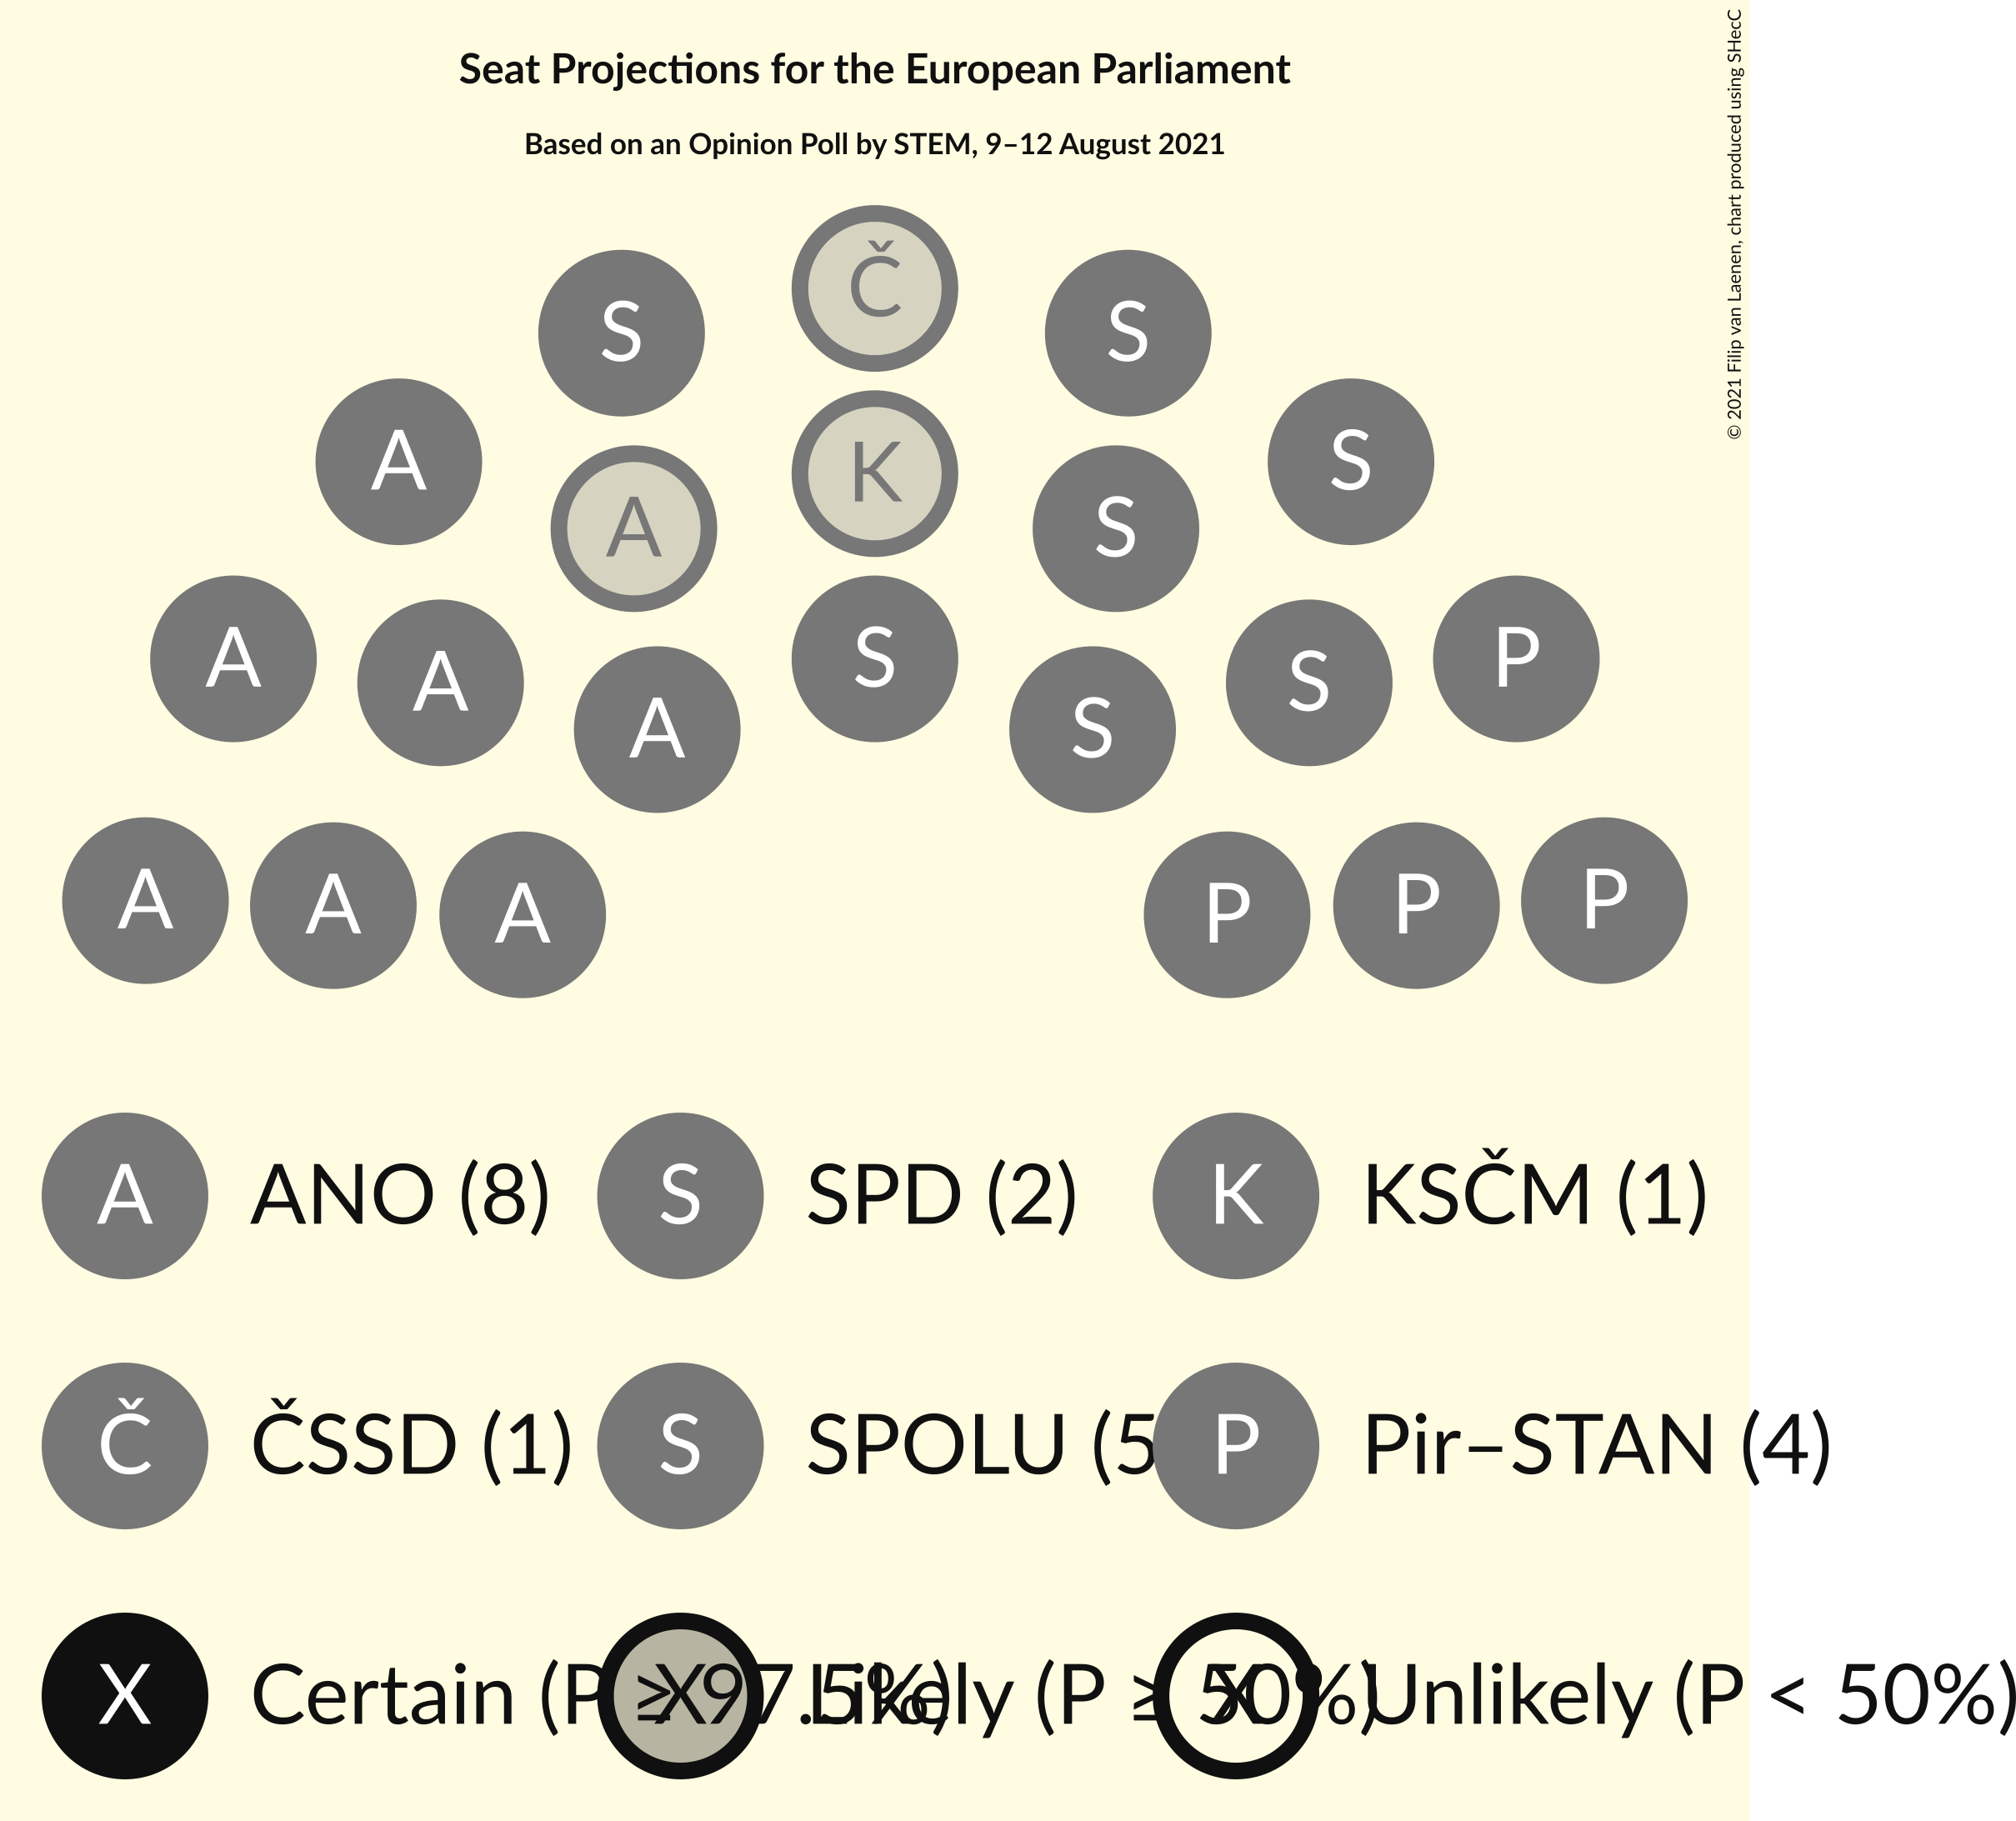 Seat Projections for the European Parliament
Based on an Opinion Poll by STEM, 9–12 August 2021
© 2021 Filip van Laenen, chart produced using SHecC
Č
S S
A K S
A S
A A S S P
A S
A A A P P P
A ANO (8) S SPD (2) K KSČM (1)
Č ČSSD (1) S SPOLU (5 P Pir–STAN (4)
X Certain (P ≥ 97.5%) X Likely (P ≥ 50%) X Unlikely (P < 50%)